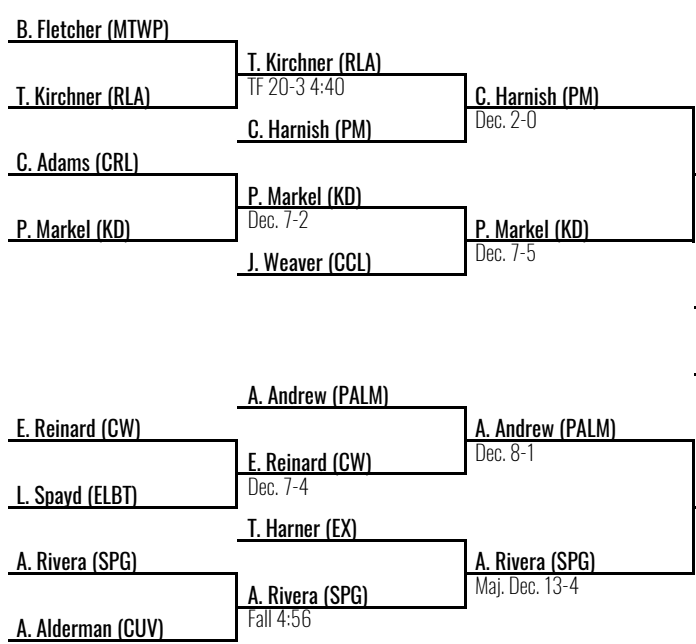 B. Fletcher (MTWP)
T. Kirchner (RLA)
TF 20-3 4:40
T. Kirchner (RLA)
C. Harnish (PM)
Dec. 2-0
C. Harnish (PM)
C. Adams (CRL)
P. Markel (KD)
Dec. 7-2
P. Markel (KD)
P. Markel (KD)
Dec. 7-5
J. Weaver (CCL)
A. Andrew (PALM)
E. Reinard (CW)
A. Andrew (PALM)
Dec. 8-1
E. Reinard (CW)
Dec. 7-4
L. Spayd (ELBT)
T. Harner (EX)
A. Rivera (SPG)
A. Rivera (SPG)
Maj. Dec. 13-4
A. Rivera (SPG)
Fall 4:56
A. Alderman (CUV)